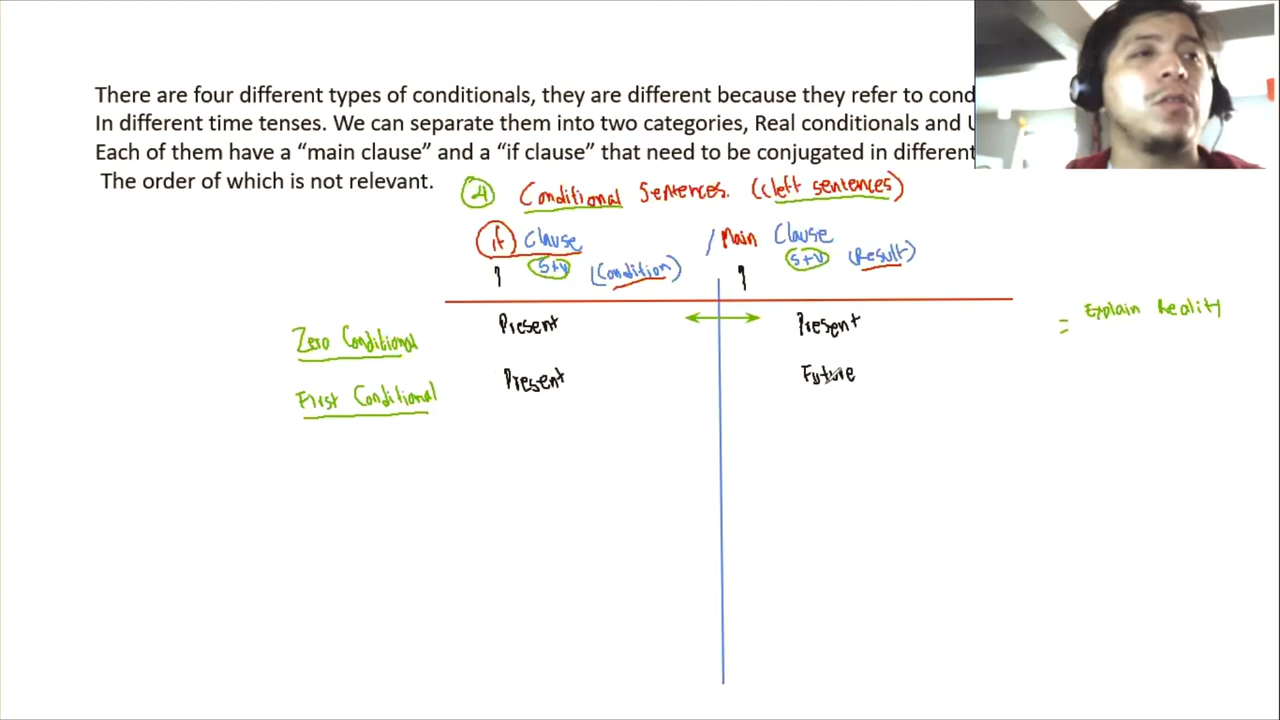 There are four different types of conditionals, they are different because they refer to cond
In different time tenses. We can separate them into two categories, Real conditionals and U
Each of them have a “main clause” and a “if clause” that need to be conjugated in different
The order of which is not relevant.
4 Conditional Sentences. (Cleft sentences)
if Clause / Main Clause
1 S+V (Condition) 1 S+V (Result)
Present Present = Explain Reality
Zero Conditional
Present Future
First Conditional